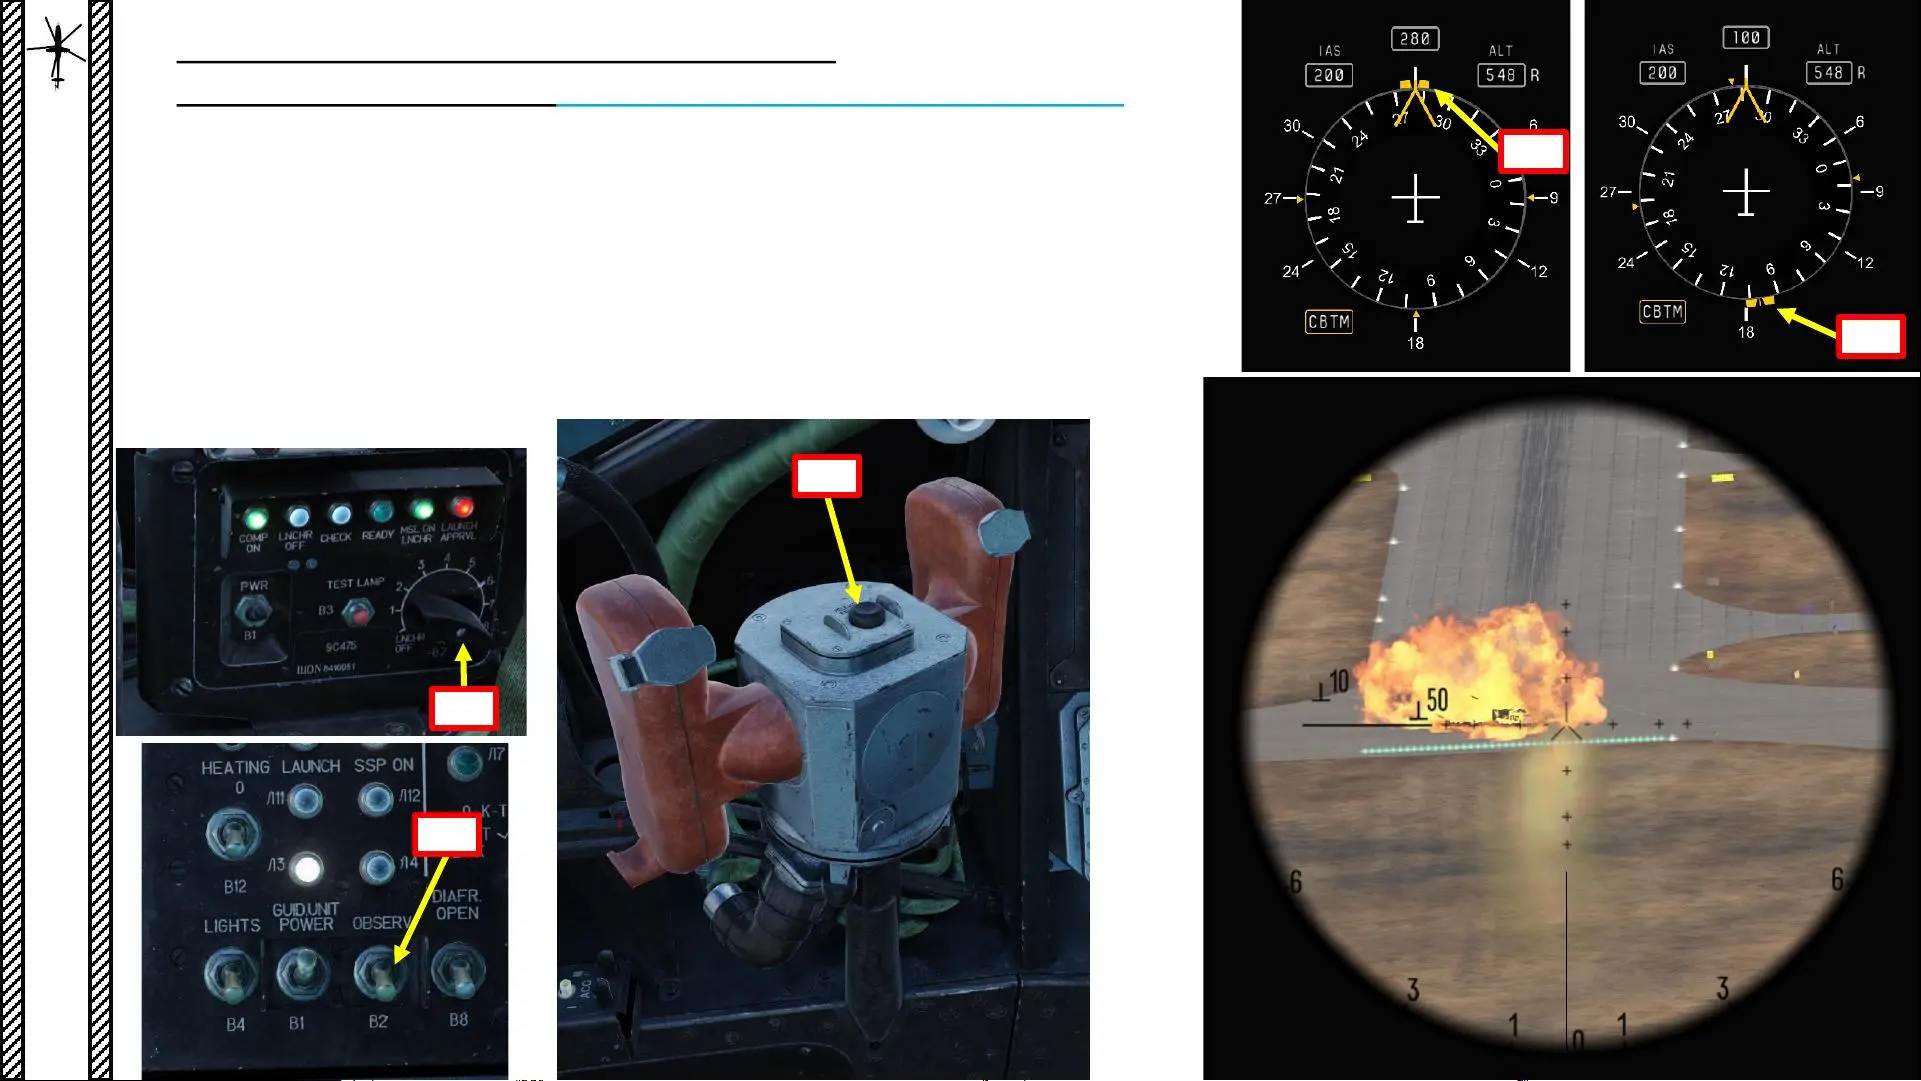 280
IAS
200
ALT
548 R
30
27
24
6
9
12
18
27
30
33
0
3
6
9
12
15
18
21
24
CBTM
100
IAS
200
ALT
548 R
30
27
24
6
9
12
18
27
30
33
0
3
6
9
12
15
18
21
24
CBTM
COMP ON
LNCHR OFF
CHECK
READY
MSL ON LNCHR
LAUNCH APPRVL
PWR
B1
TEST LAMP
B3
9C475
LNCHR OFF
1
2
3
4
5
6
7
8
HEATING
LAUNCH
SSP ON
0
Л11
Л12
Л7
К-Т
Л3
Л4
B12
LIGHTS
GUID.UNIT POWER
OBSERV
DIAFR. OPEN
B4
B1
B2
B8
10
50
6
3
1
0
1
3
6